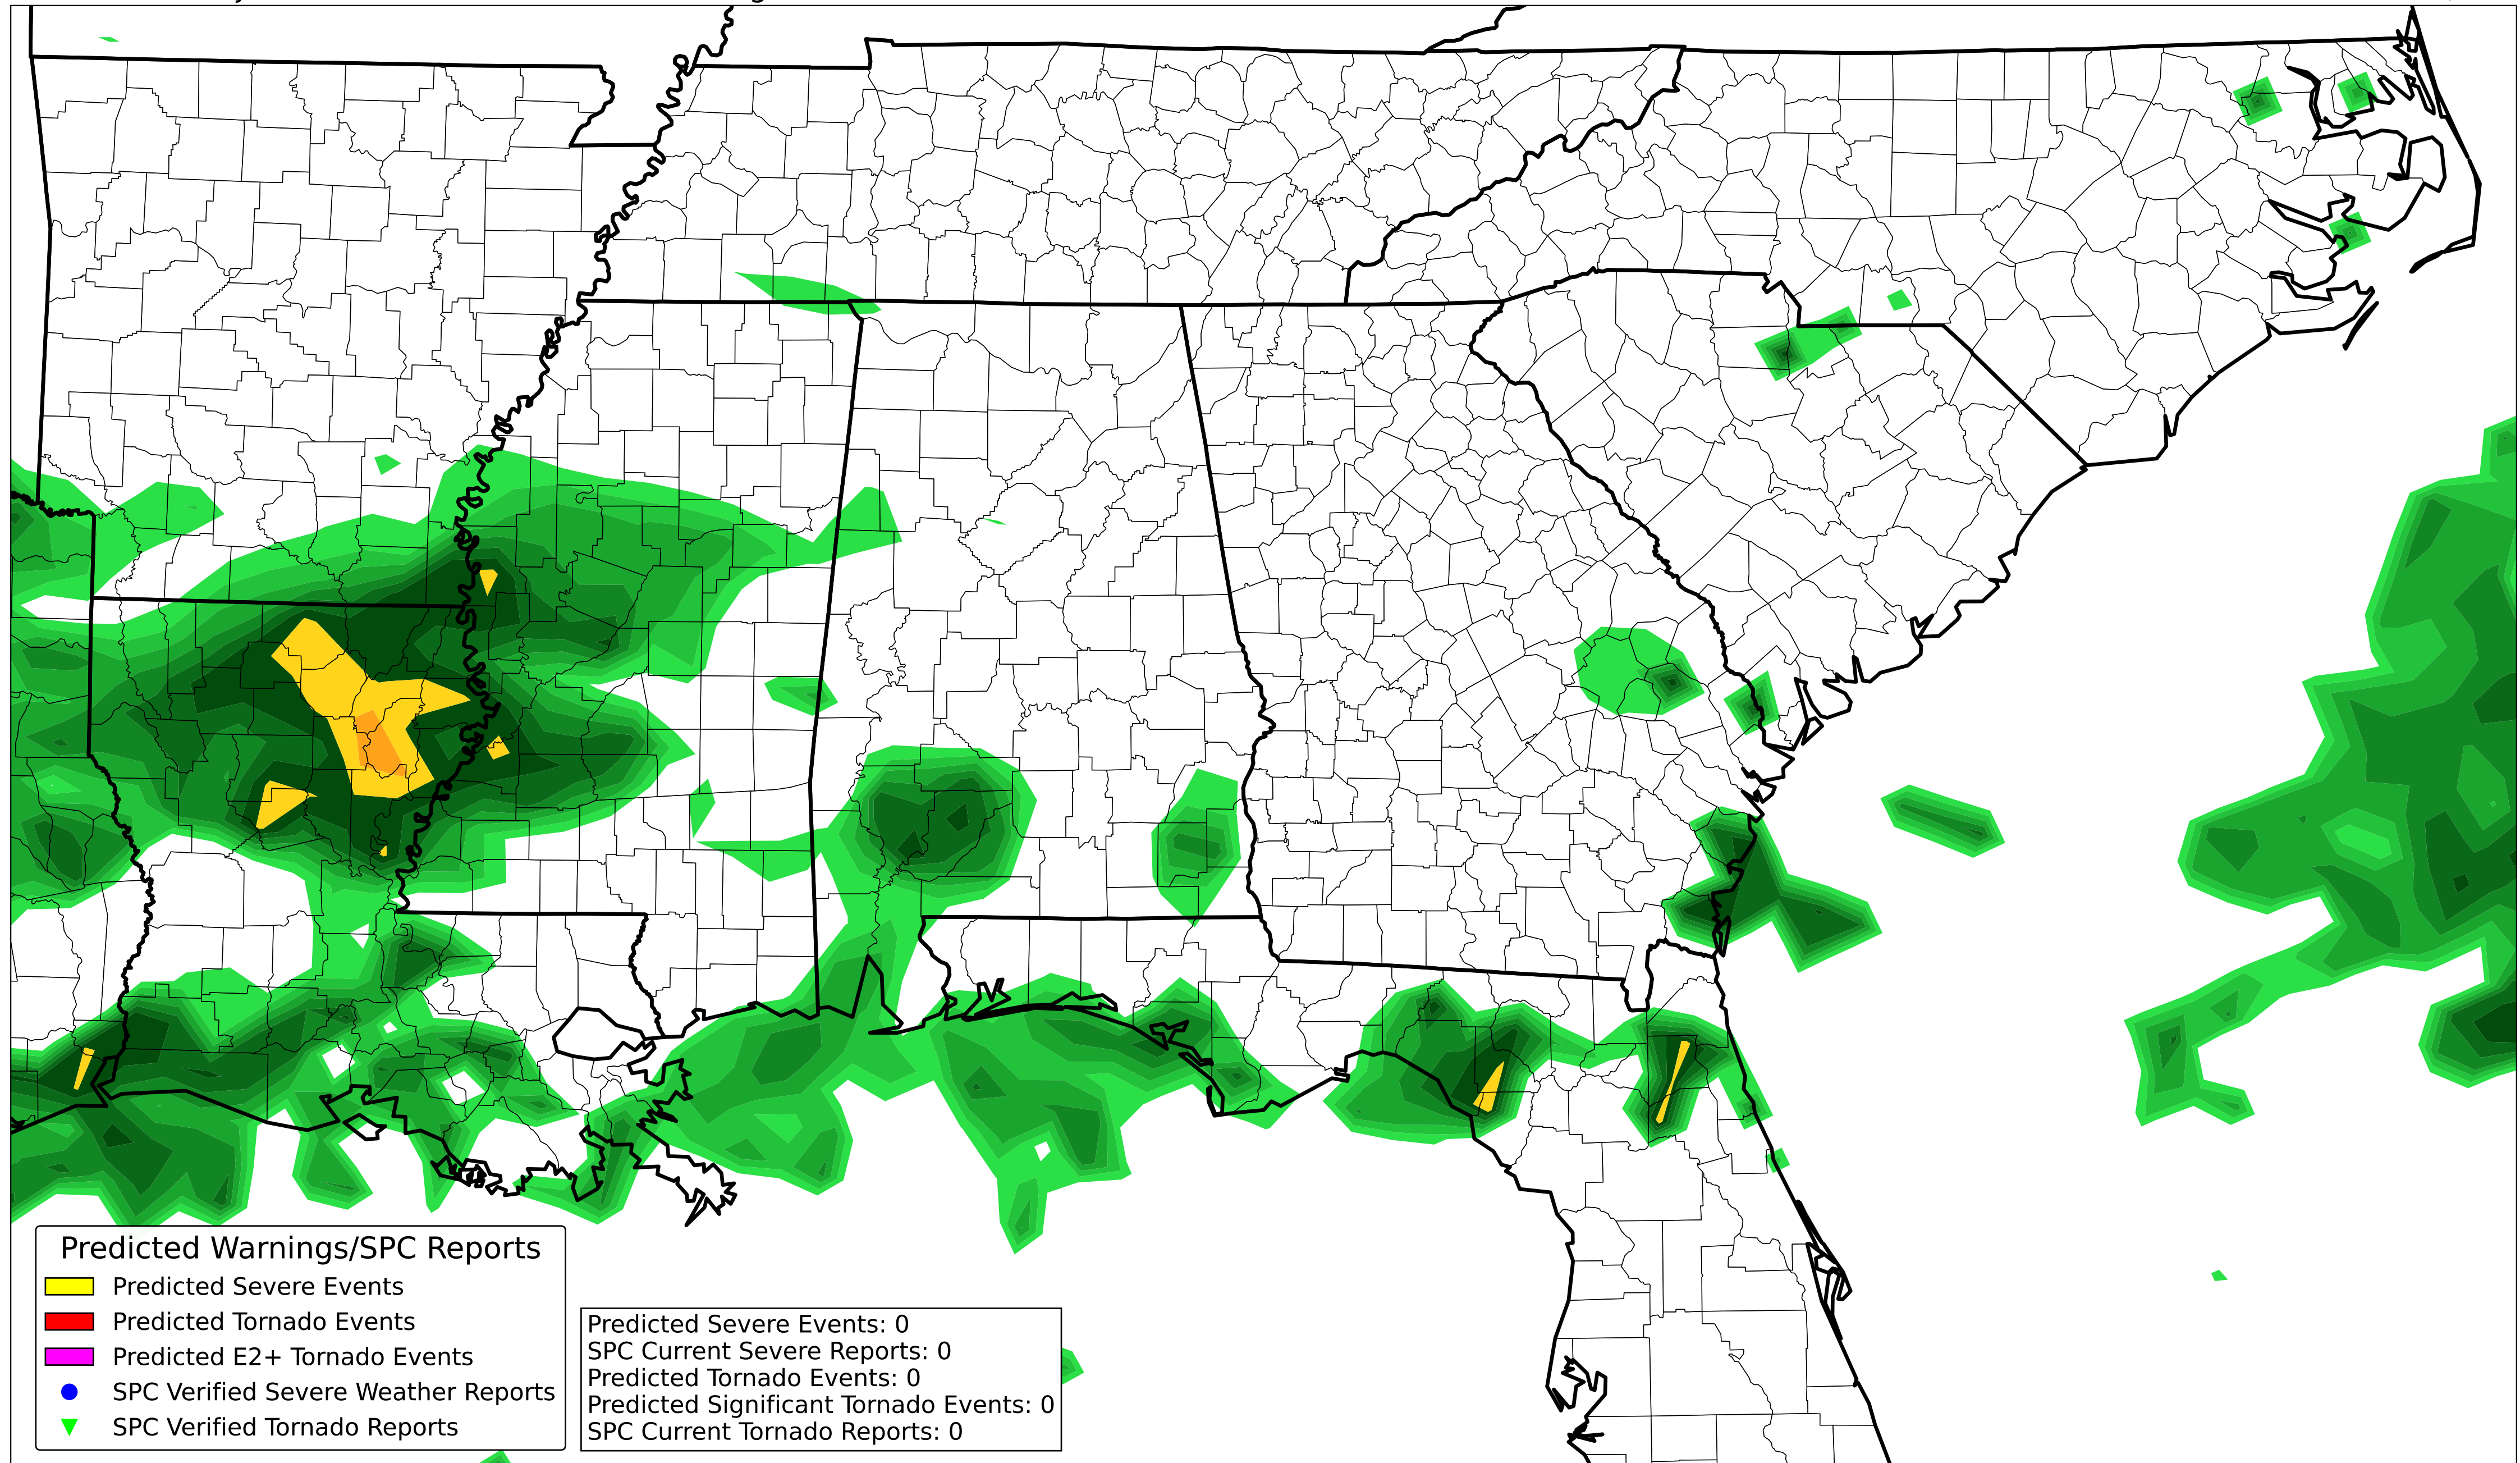 Predicted Warnings/SPC Reports
Predicted Severe Events
Predicted Tornado Events
Predicted E2+ Tornado Events
SPC Verified Severe Weather Reports
SPC Verified Tornado Reports
Predicted Severe Events: 0
SPC Current Severe Reports: 0
Predicted Tornado Events: 0
Predicted Significant Tornado Events: 0
SPC Current Tornado Reports: 0